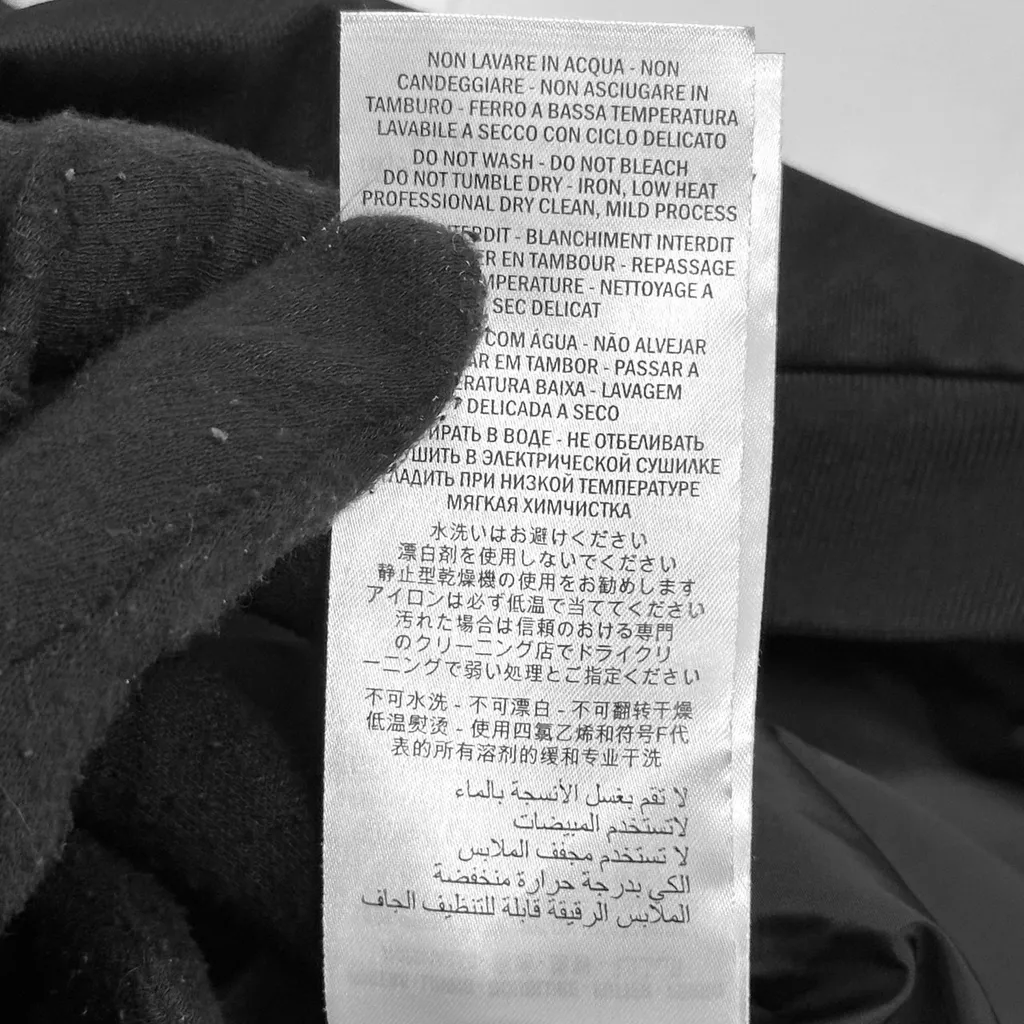 NON LAVARE IN ACQUA - NON
CANDEGGIARE - NON ASCIUGARE IN
TAMBURO - FERRO A BASSA TEMPERATURA
LAVABILE A SECCO CON CICLO DELICATO
DO NOT WASH - DO NOT BLEACH
DO NOT TUMBLE DRY - IRON, LOW HEAT
PROFESSIONAL DRY CLEAN, MILD PROCESS
- BLANCHIMENT INTERDIT
EN TAMBOUR - REPASSAGE
- NETTOYAGE A
SEC DELICAT
COM ÁGUA - NÃO ALVEJAR
EM TAMBOR - PASSAR A
BAIXA - LAVAGEM
DELICADA A SECO
В ВОДЕ - НЕ ОТБЕЛИВАТЬ
В ЭЛЕКТРИЧЕСКОЙ СУШИЛКЕ
ПРИ НИЗКОЙ ТЕМПЕРАТУРЕ
МЯГКАЯ ХИМЧИСТКА
水洗いはお避けください
漂白剤を使用しないでください
静止型乾燥機の使用をお勧めします
アイロンは必ず低温で当ててください
汚れた場合は信頼のおける専門
のクリーニング店でドライクリ
ーニングで弱い処理とご指定ください
不可水洗 - 不可漂白 - 不可翻转干燥
低温熨烫 - 使用四氯乙烯和符号F代
表的所有溶剂的缓和专业干洗
لا تقم بغسل الأنسجة بالماء
لاتستخدم المبيضات
لا تستخدم مجفف الملابس
الكي بدرجة حرارة منخفضة
الملابس الرقيقة قابلة للتنظيف الجاف